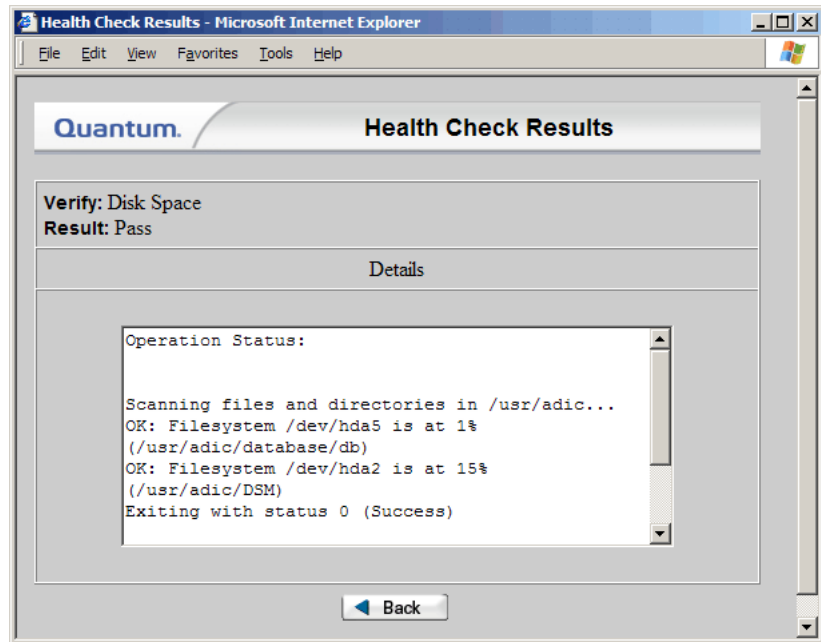 Health Check Results - Microsoft Internet Explorer
File Edit View Favorites Tools Help
Quantum.
Health Check Results
Verify: Disk Space
Result: Pass
Details
Operation Status:
Scanning files and directories in /usr/adic...
OK: Filesystem /dev/hda5 is at 1%
(/usr/adic/database/db)
OK: Filesystem /dev/hda2 is at 15%
(/usr/adic/DSM)
Exiting with status 0 (Success)
Back